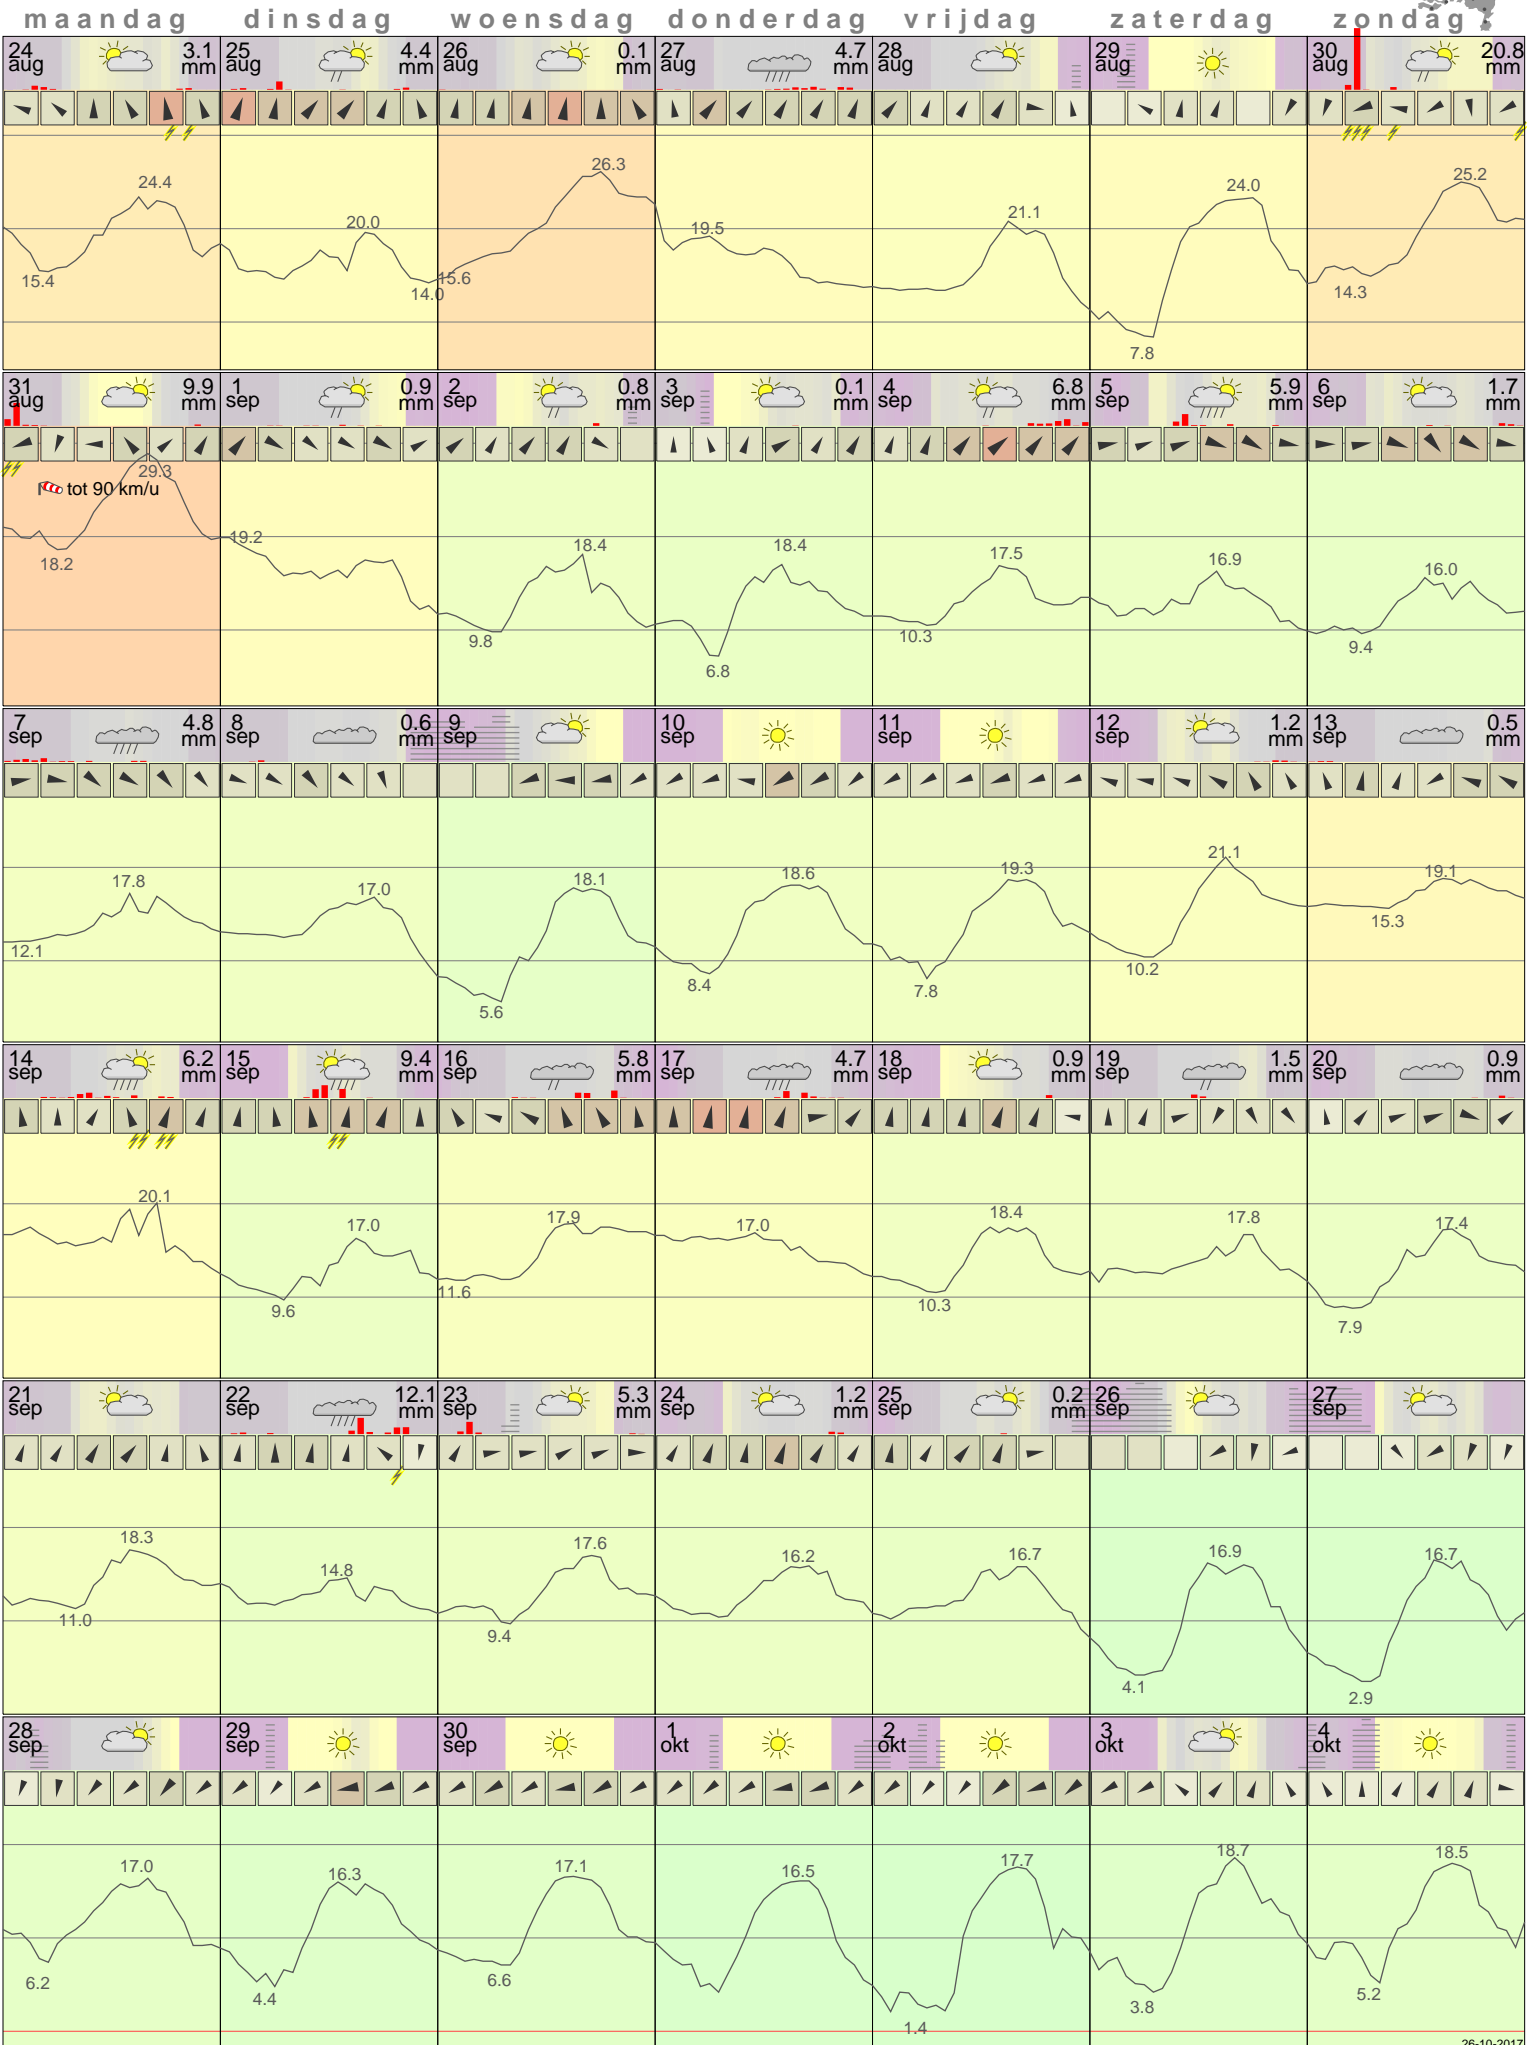 maandag dinsdag woensdag donderdag vrijdag zaterdag zondag
24 aug 3.1 mm 25 aug 4.4 mm 26 aug 0.1 mm 27 aug 4.7 mm 28 aug 29 aug 30 aug 20.8 mm
15.4 24.4 20.0 14.0 15.6 26.3 19.5 21.1 7.8 24.0 14.3 25.2
31 aug 9.9 mm 1 sep 0.9 mm 2 sep 0.8 mm 3 sep 0.1 mm 4 sep 6.8 mm 5 sep 5.9 mm 6 sep 1.7 mm
tot 90 km/u
18.2 29.3 19.2 9.8 18.4 6.8 18.4 10.3 17.5 16.9 9.4 16.0
7 sep 4.8 mm 8 sep 0.6 mm 9 sep 10 sep 11 sep 12 sep 1.2 mm 13 sep 0.5 mm
12.1 17.8 17.0 5.6 18.1 8.4 18.6 7.8 19.3 10.2 21.1 15.3 19.1
14 sep 6.2 mm 15 sep 9.4 mm 16 sep 5.8 mm 17 sep 4.7 mm 18 sep 0.9 mm 19 sep 1.5 mm 20 sep 0.9 mm
20.1 9.6 17.0 11.6 17.9 17.0 10.3 18.4 17.8 7.9 17.4
21 sep 22 sep 12.1 mm 23 sep 5.3 mm 24 sep 1.2 mm 25 sep 0.2 mm 26 sep 27 sep
11.0 18.3 14.8 9.4 17.6 16.2 16.7 4.1 16.9 2.9 16.7
28 sep 29 sep 30 sep 1 okt 2 okt 3 okt 4 okt
6.2 17.0 4.4 16.3 6.6 17.1 16.5 1.4 17.7 3.8 18.7 5.2 18.5
26-10-2017